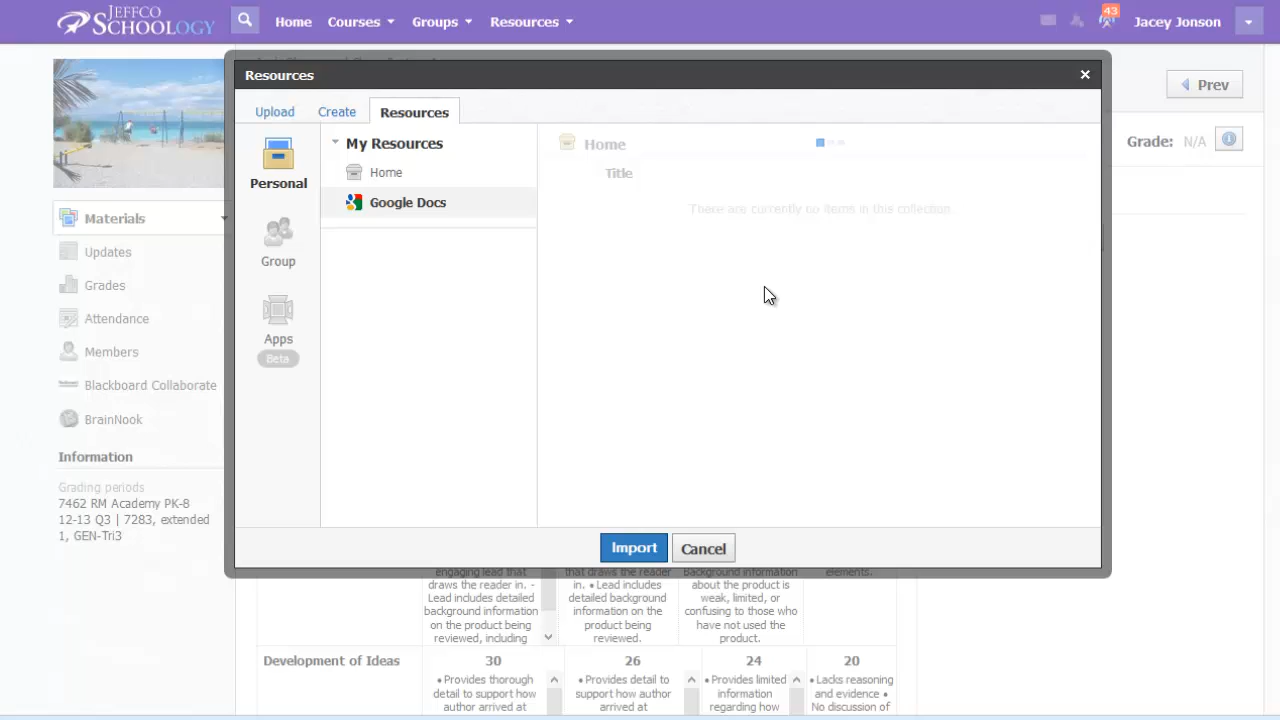 JEFFCO
SCHOOLOGY
Home
Courses
Groups
Resources
43
Jacey Jonson
Resources
Prev
Upload
Create
Resources
Grade: N/A
Personal
My Resources
Home
Home
Title
Google Docs
There are currently no items in this collection.
Group
Apps
Beta
Materials
Updates
Grades
Attendance
Members
Blackboard Collaborate
BrainNook
Information
Grading periods
7462 RM Academy PK-8
12-13 Q3 | 7283, extended
1, GEN-Tri3
Import
Cancel
engaging lead that
draws the reader in. -
Lead includes detailed
background information
on the product being
reviewed, including
that draws the reader
in. • Lead includes
detailed background
information on the
product being
reviewed.
Background information
about the product is
weak, limited, or
confusing to those who
have not used the
product.
elements.
Development of Ideas
30
26
24
20
• Provides thorough
detail to support how
author arrived at
• Provides detail to
support how author
arrived at
• Provides limited
information
regarding how
• Lacks reasoning
and evidence •
No discussion of